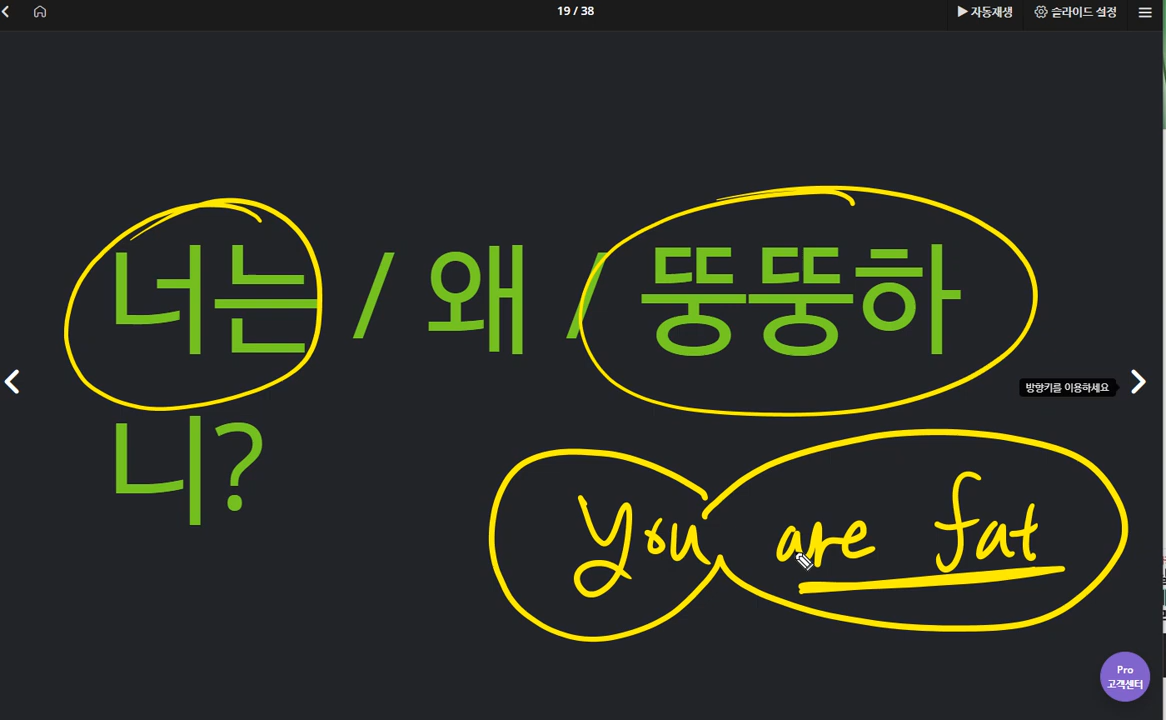 19 / 38
▶ 자동재생
슬라이드 설정
너는 / 왜 / 뚱뚱하
니?
방향키를 이용하세요
you are fat
Pro
고객센터